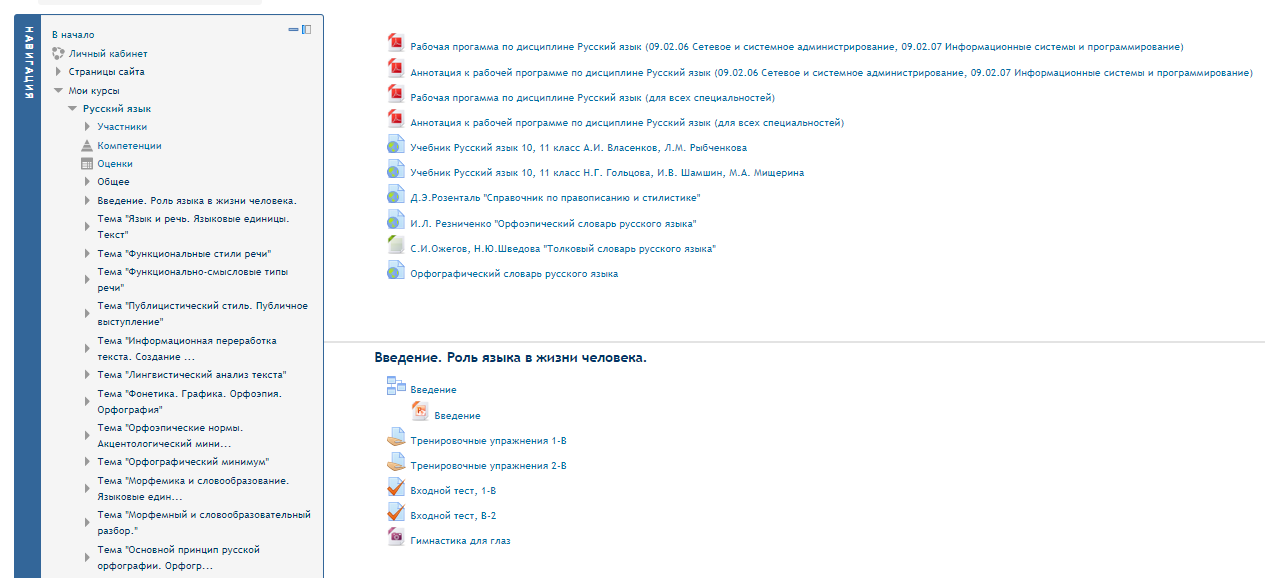 НАВИГАЦИЯ
В начало
Личный кабинет
Страницы сайта
Мои курсы
Русский язык
Участники
Компетенции
Оценки
Общее
Введение. Роль языка в жизни человека.
Тема "Язык и речь. Языковые единицы.
Текст"
Тема "Функциональные стили речи"
Тема "Функционально-смысловые типы
речи"
Тема "Публицистический стиль. Публичное
выступление"
Тема "Информационная переработка
текста. Создание ...
Тема "Лингвистический анализ текста"
Тема "Фонетика. Графика. Орфоэпия.
Орфография"
Тема "Орфоэпические нормы.
Акцентологический мини...
Тема "Орфографический минимум"
Тема "Морфемика и словообразование.
Языковые един...
Тема "Морфемный и словообразовательный
разбор."
Тема "Основной принцип русской
орфографии. Орфогр...
Рабочая прогамма по дисциплине Русский язык (09.02.06 Сетевое и системное администрирование, 09.02.07 Информационные системы и программирование)
Аннотация к рабочей программе по дисциплине Русский язык (09.02.06 Сетевое и системное администрирование, 09.02.07 Информационные системы и программирование)
Рабочая прогамма по дисциплине Русский язык (для всех специальностей)
Аннотация к рабочей программе по дисциплине Русский язык (для всех специальностей)
Учебник Русский язык 10, 11 класс А.И. Власенков, Л.М. Рыбченкова
Учебник Русский язык 10, 11 класс Н.Г. Гольцова, И.В. Шамшин, М.А. Мищерина
Д.Э.Розенталь "Справочник по правописанию и стилистике"
И.Л. Резниченко "Орфоэпический словарь русского языка"
С.И.Ожегов, Н.Ю.Шведова "Толковый словарь русского языка"
Орфографический словарь русского языка
Введение. Роль языка в жизни человека.
Введение
Введение
Тренировочные упражнения 1-В
Тренировочные упражнения 2-В
Входной тест, 1-В
Входной тест, В-2
Гимнастика для глаз